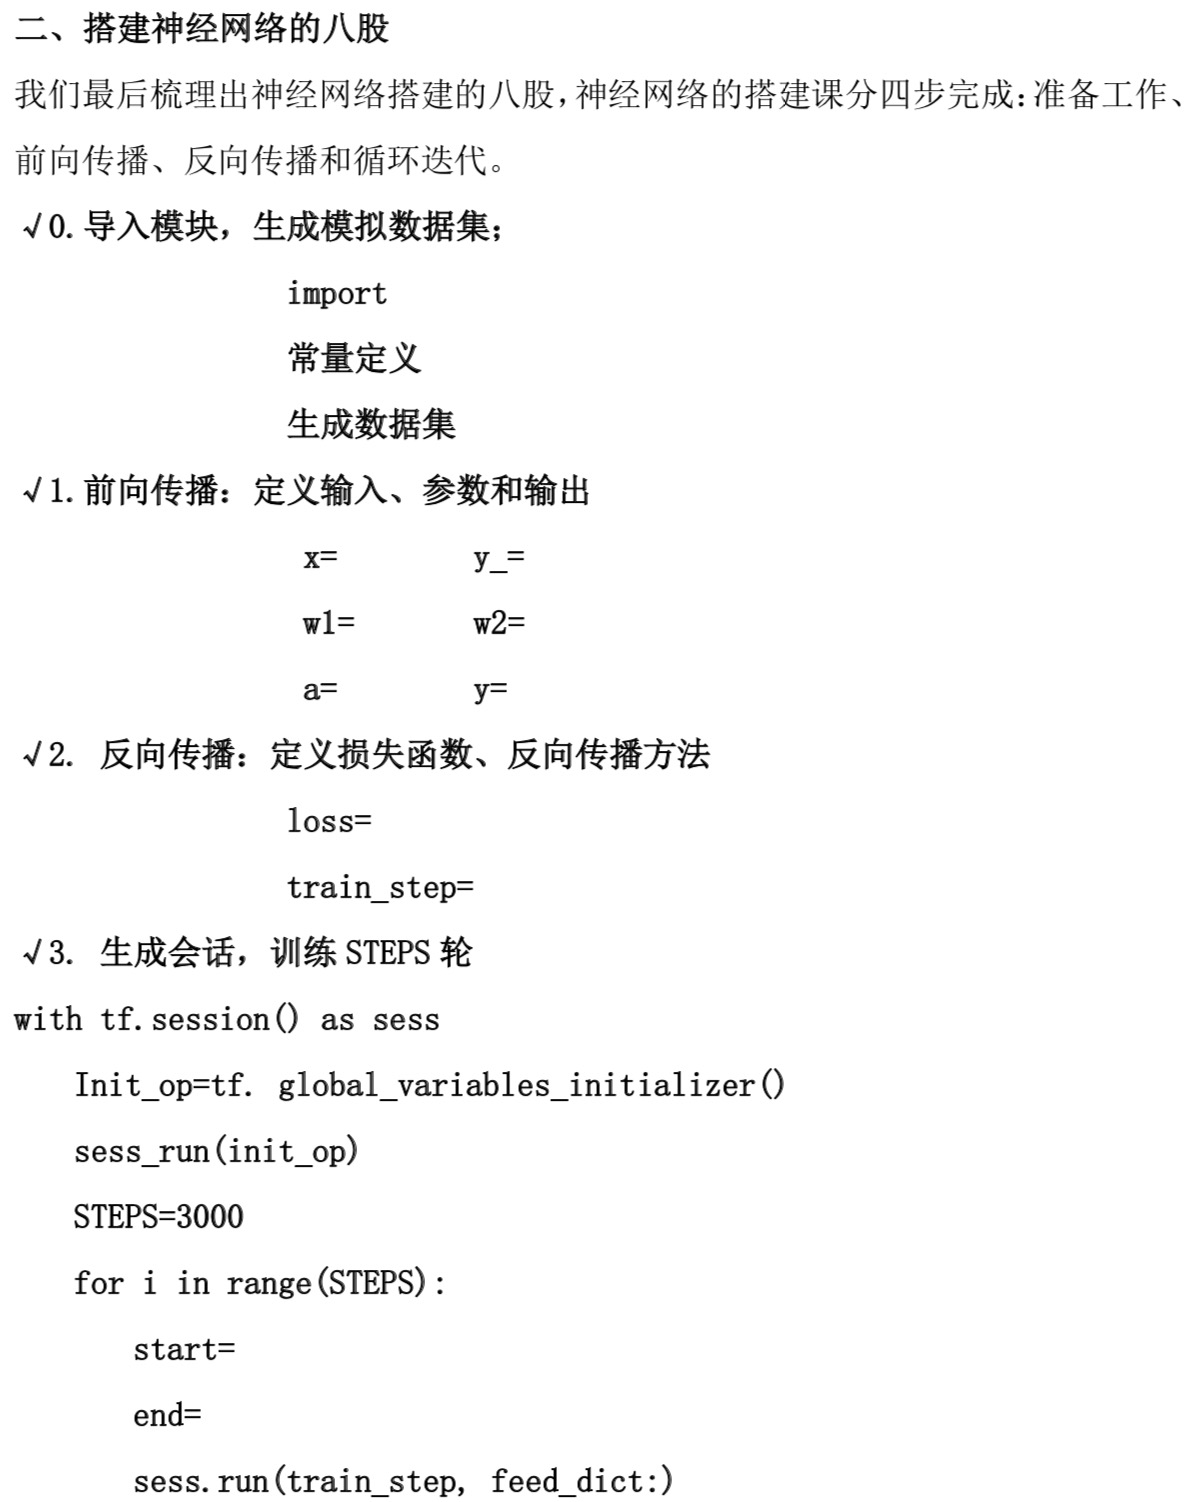 二、搭建神经网络的八股
我们最后梳理出神经网络搭建的八股，神经网络的搭建课分四步完成：准备工作、
前向传播、反向传播和循环迭代。
√0.导入模块，生成模拟数据集；
import
常量定义
生成数据集
√1.前向传播：定义输入、参数和输出
x= y_=
w1= w2=
a= y=
√2. 反向传播：定义损失函数、反向传播方法
loss=
train_step=
√3. 生成会话，训练 STEPS 轮
with tf.session() as sess
Init_op=tf. global_variables_initializer()
sess_run(init_op)
STEPS=3000
for i in range(STEPS):
start=
end=
sess.run(train_step, feed_dict:)